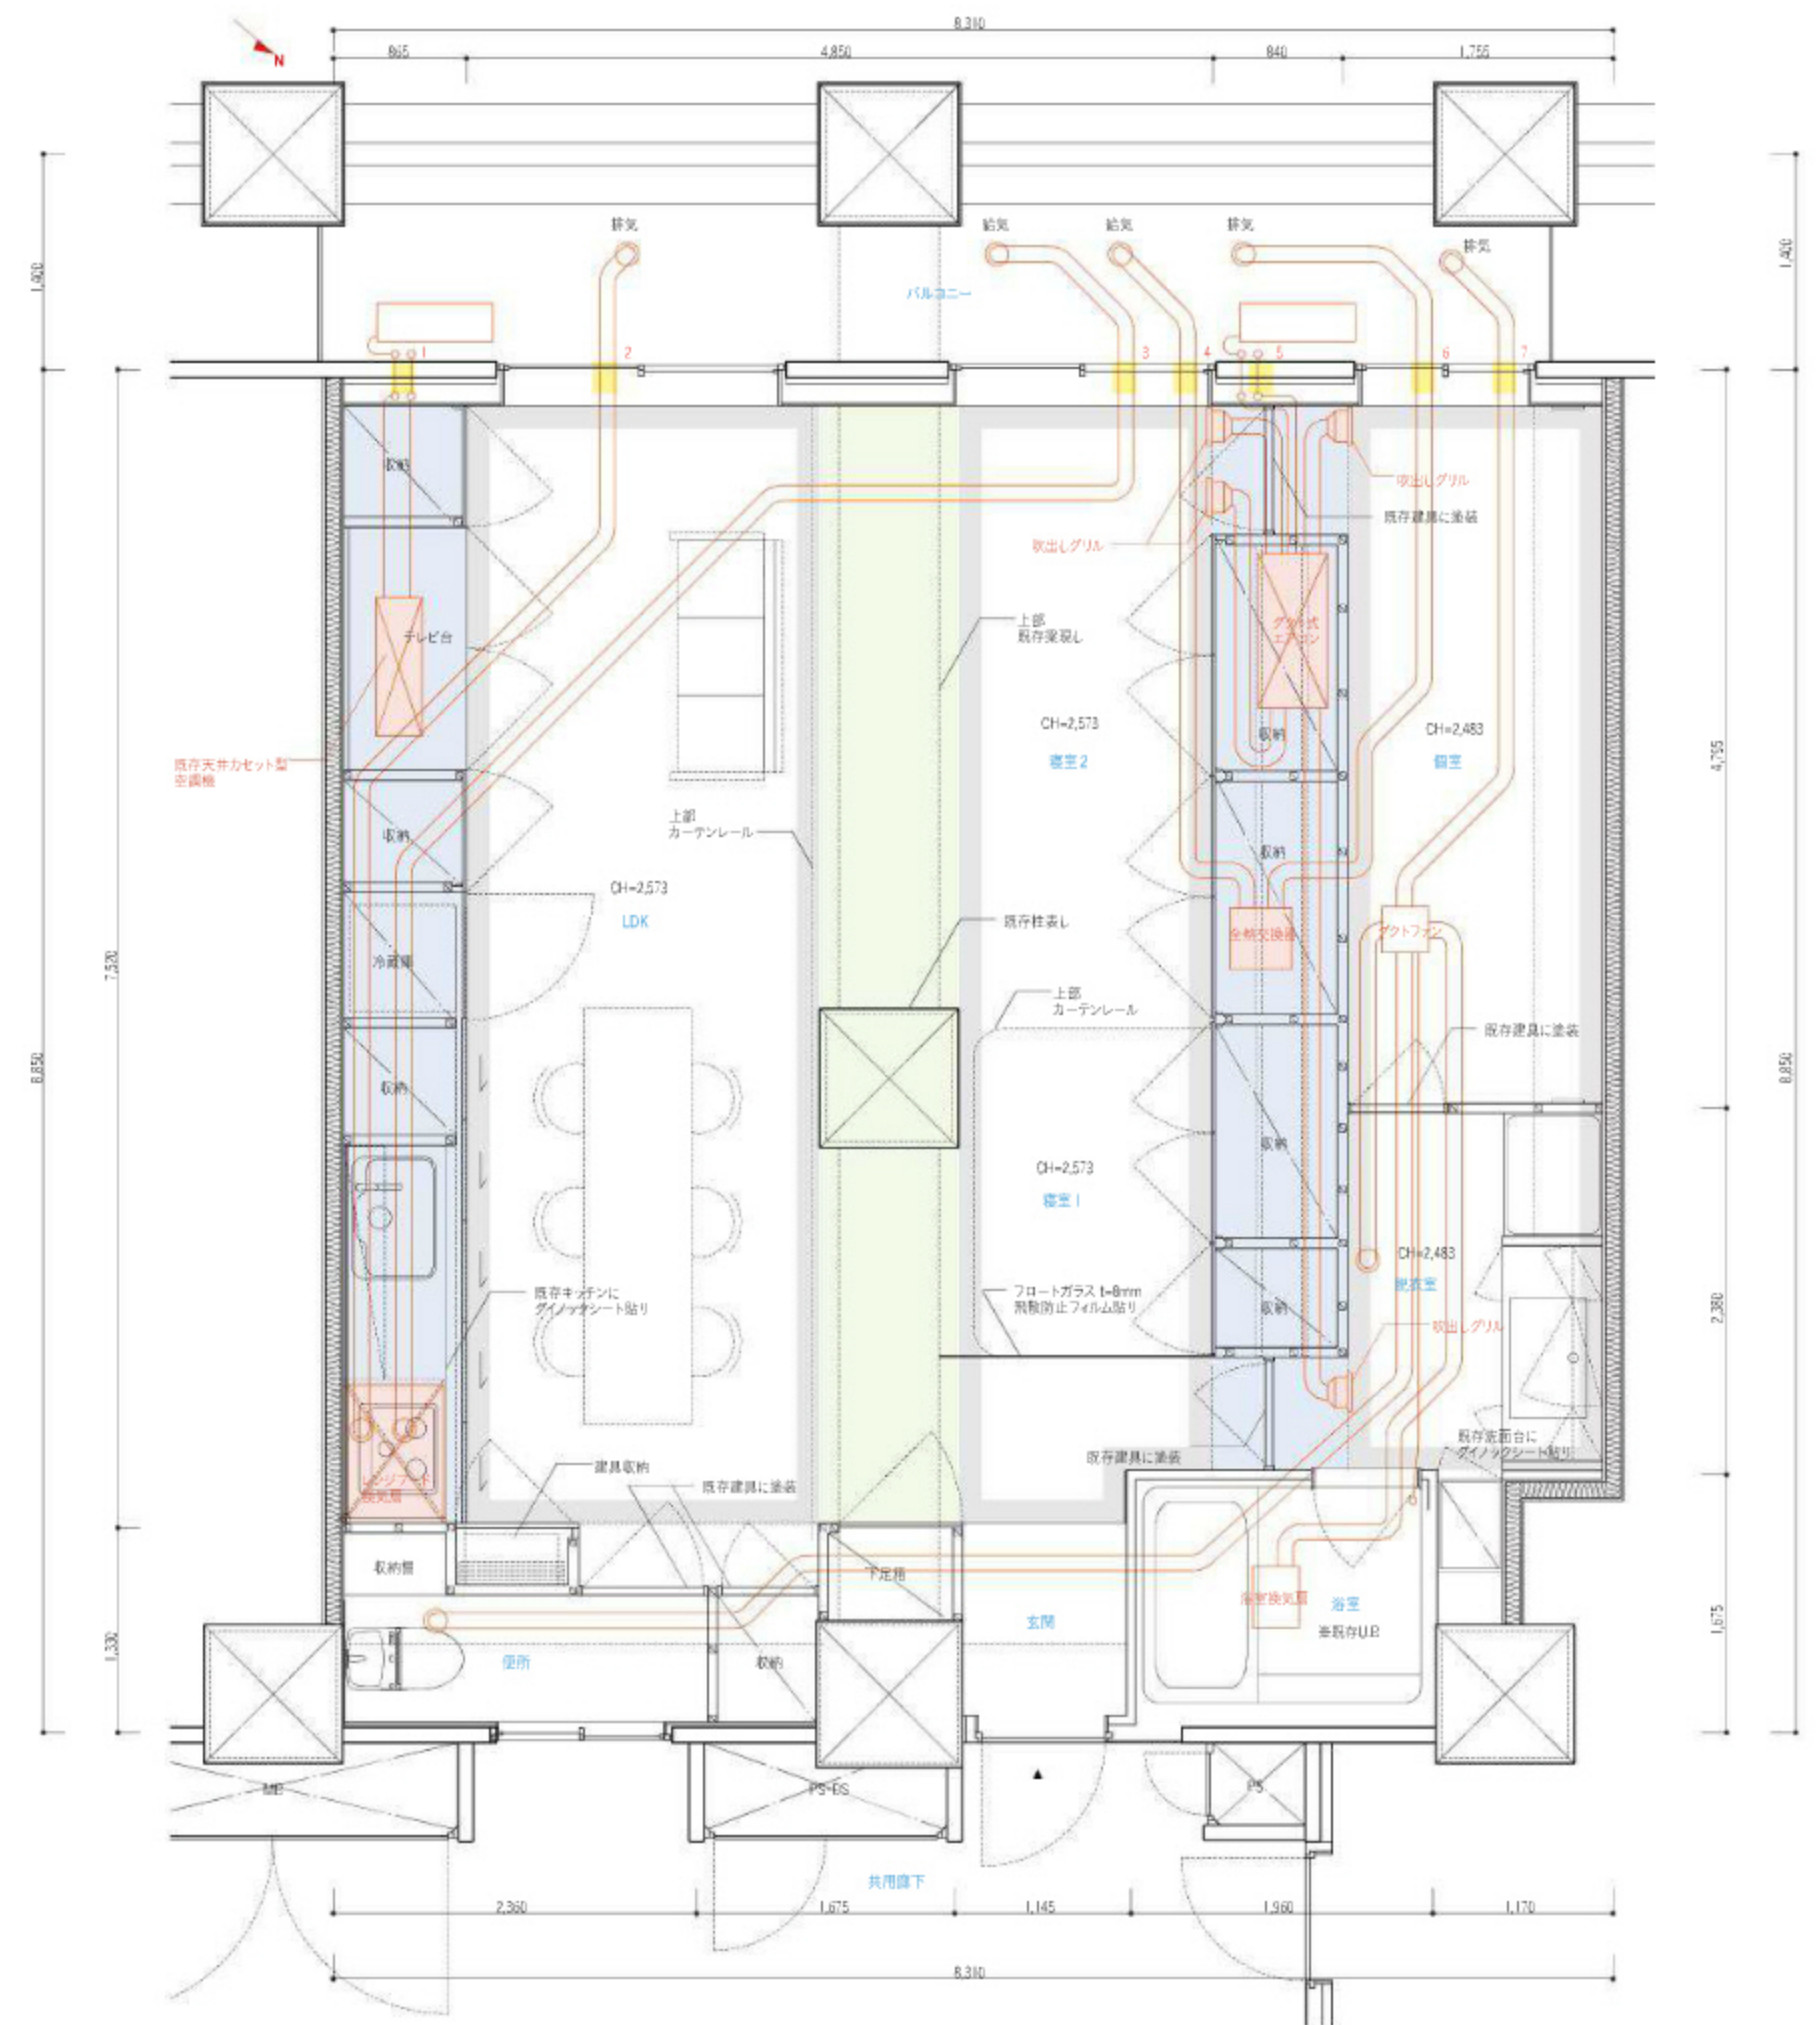 8,310
865
4,850
840
1,755
N
排気
給気
給気
排気
排気
1,400
1,400
バルコニー
1
2
3
4
5
6
7
収納
吹出しグリル
既存建具に塗装
吹出しグリル
上部
既存梁現し
テレビ台
ダクト式
エアコン
CH=2,573
寝室2
収納
CH=2,483
個室
既存天井カセット型
空調機
4,795
上部
カーテンレール
収納
収納
CH=2,573
LDK
既存柱表し
全熱交換器
ダクトファン
冷蔵庫
7,520
上部
カーテンレール
既存建具に塗装
8,850
8,850
収納
収納
CH=2,573
寝室1
CH=2,483
脱衣室
既存キッチンに
ダイノックシート貼り
フロートガラス t=8mm
飛散防止フィルム貼り
収納
吹出しグリル
2,380
既存洗面台に
ダイノックシート貼り
既存建具に塗装
レンジフード
換気扇
建具収納
既存建具に塗装
収納棚
下足箱
浴室換気扇
浴室
※既存U.B.
玄関
1,330
1,675
便所
収納
MB
PS・DS
PS
共用廊下
2,360
1,675
1,145
1,960
1,170
8,310